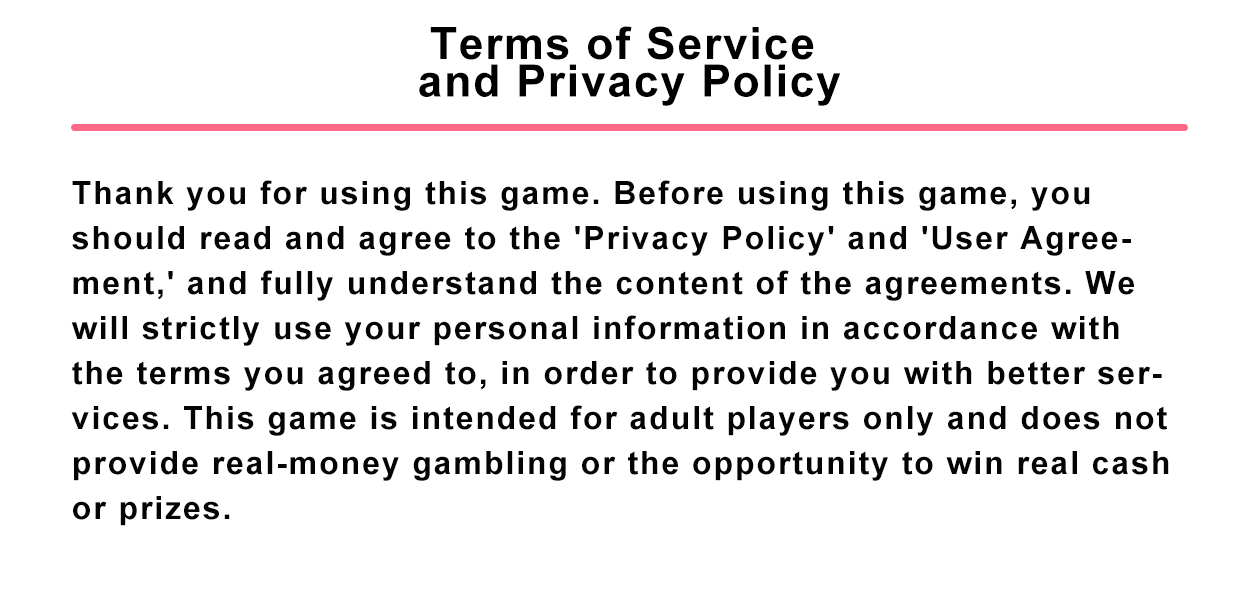 Terms of Service
and Privacy Policy
Thank you for using this game. Before using this game, you
should read and agree to the 'Privacy Policy' and 'User Agree-
ment,' and fully understand the content of the agreements. We
will strictly use your personal information in accordance with
the terms you agreed to, in order to provide you with better ser-
vices. This game is intended for adult players only and does not
provide real-money gambling or the opportunity to win real cash
or prizes.